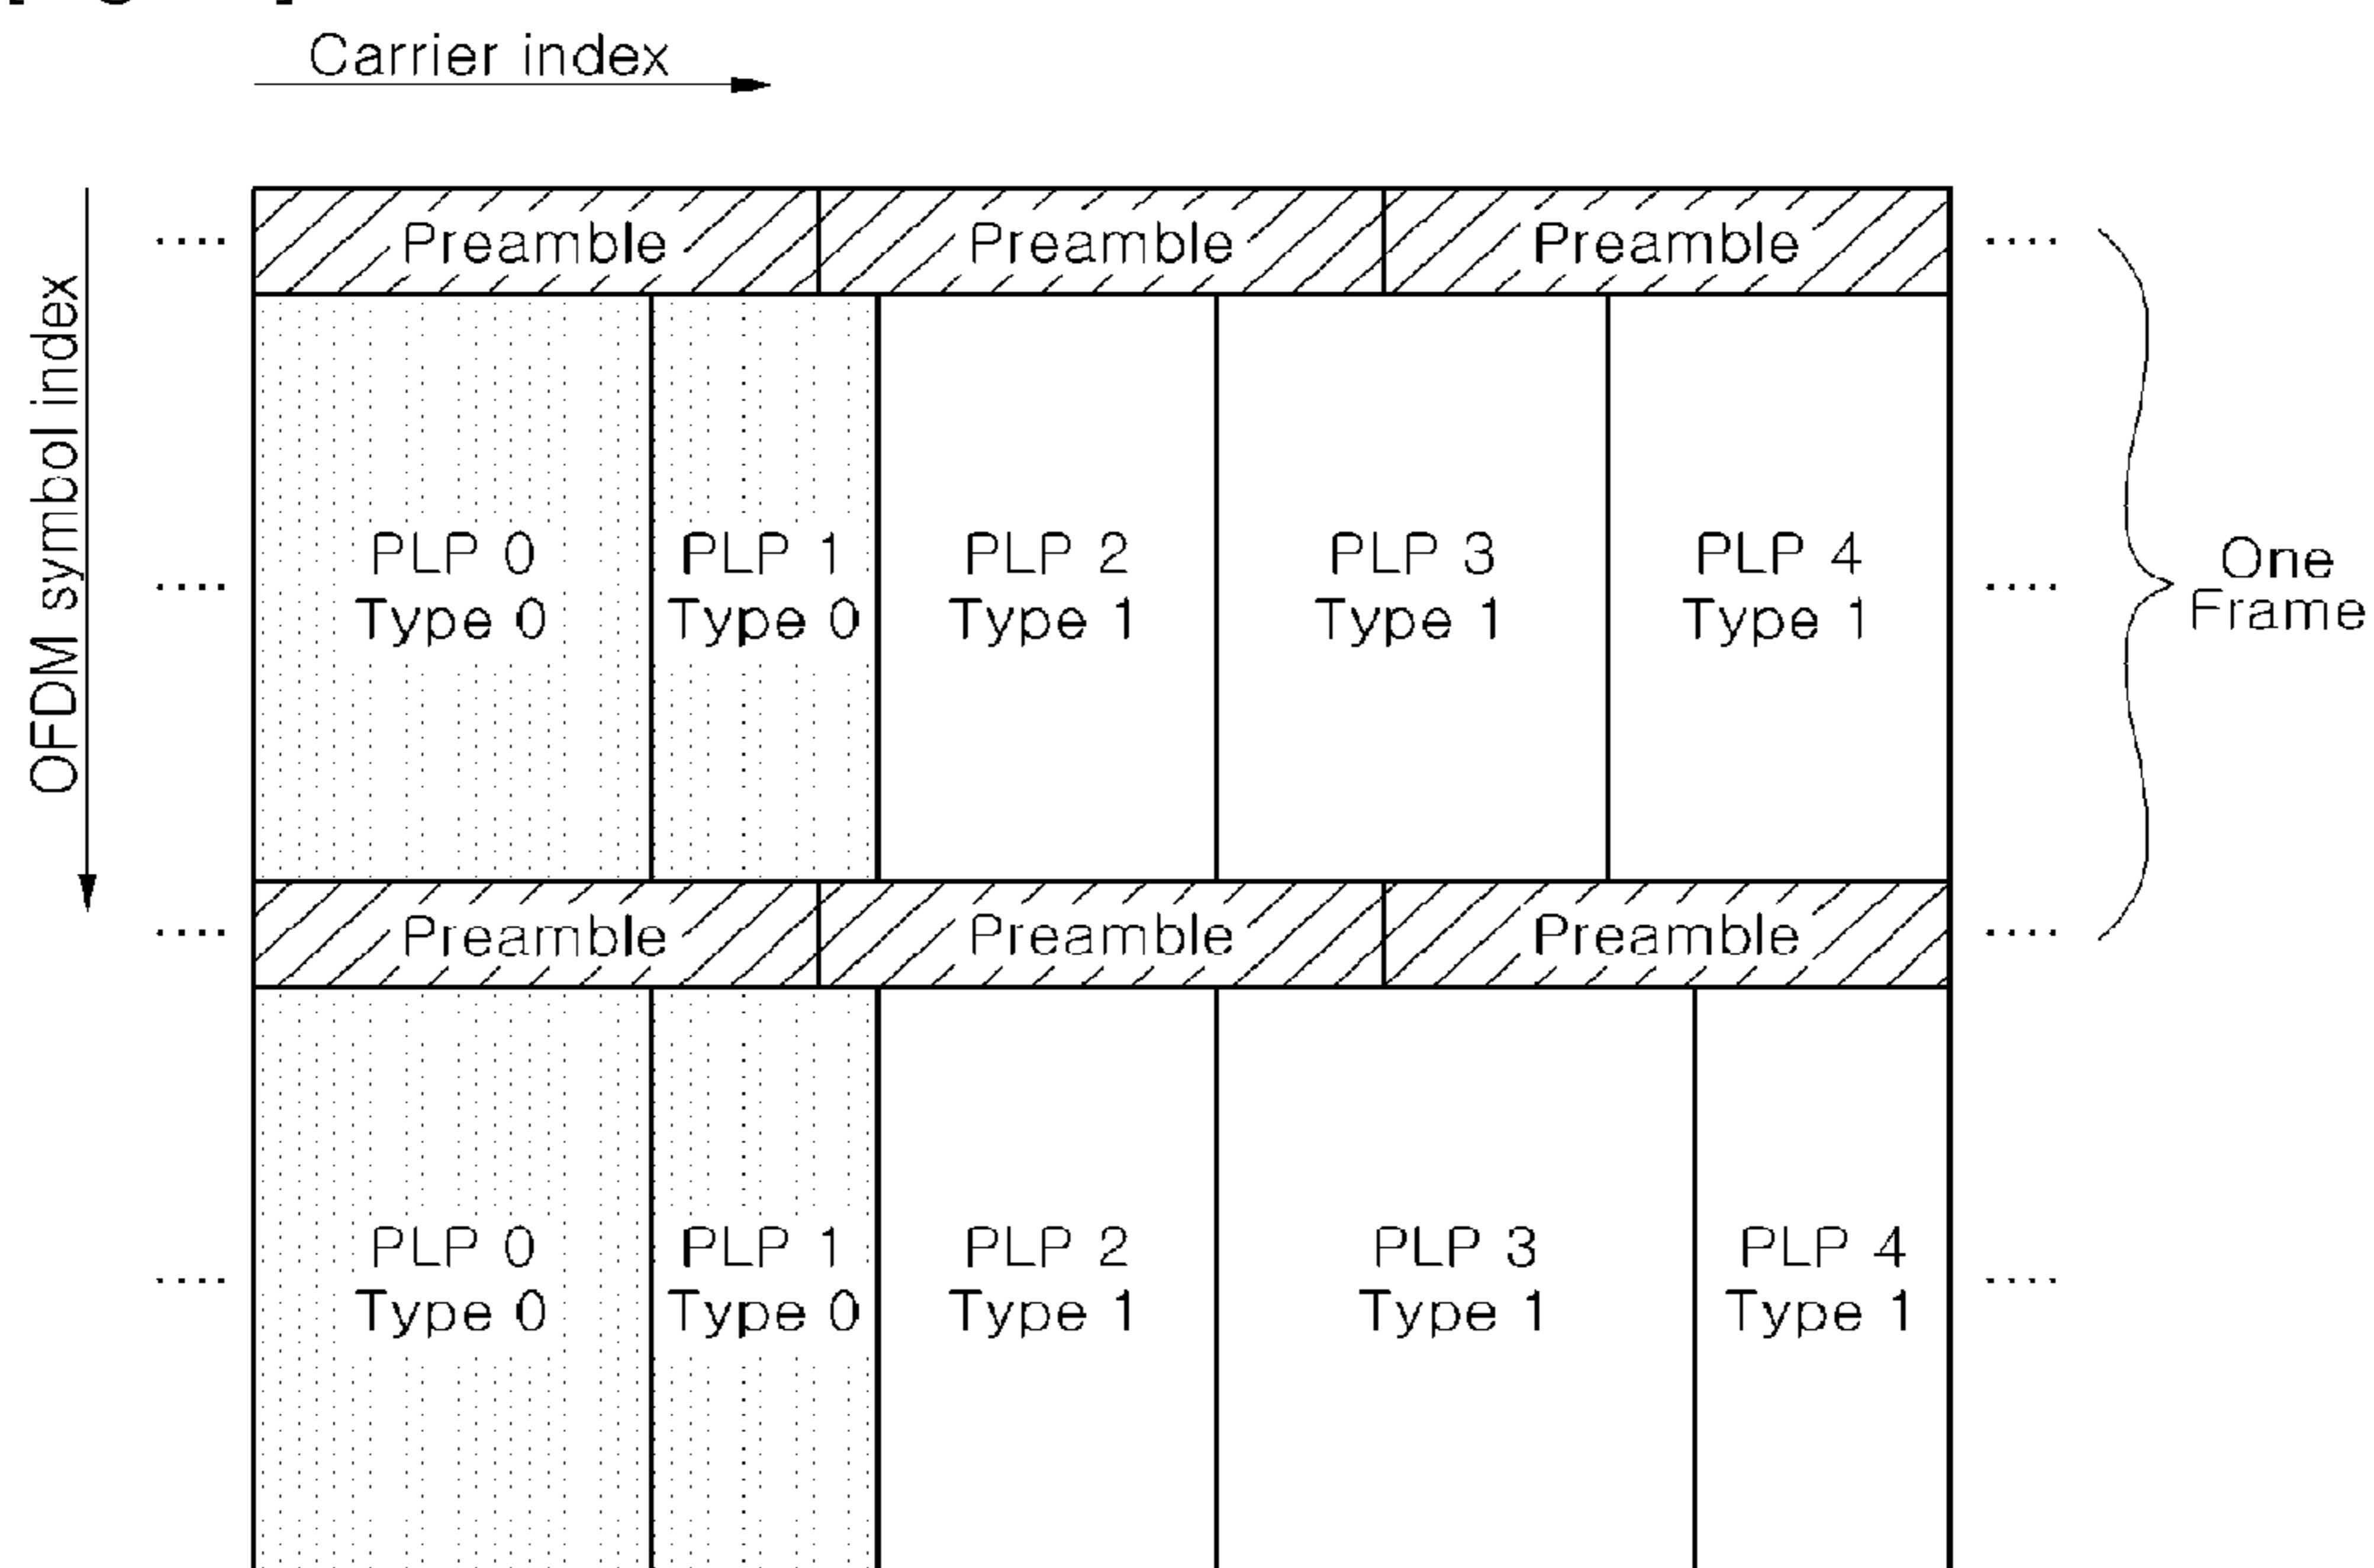 Carrier index
OFDM symbol index
.... Preamble Preamble Preamble ....
.... PLP 0 PLP 1 PLP 2 PLP 3 PLP 4 ....
Type 0 Type 0 Type 1 Type 1 Type 1
One
Frame
.... Preamble Preamble Preamble ....
.... PLP 0 PLP 1 PLP 2 PLP 3 PLP 4 ....
Type 0 Type 0 Type 1 Type 1 Type 1